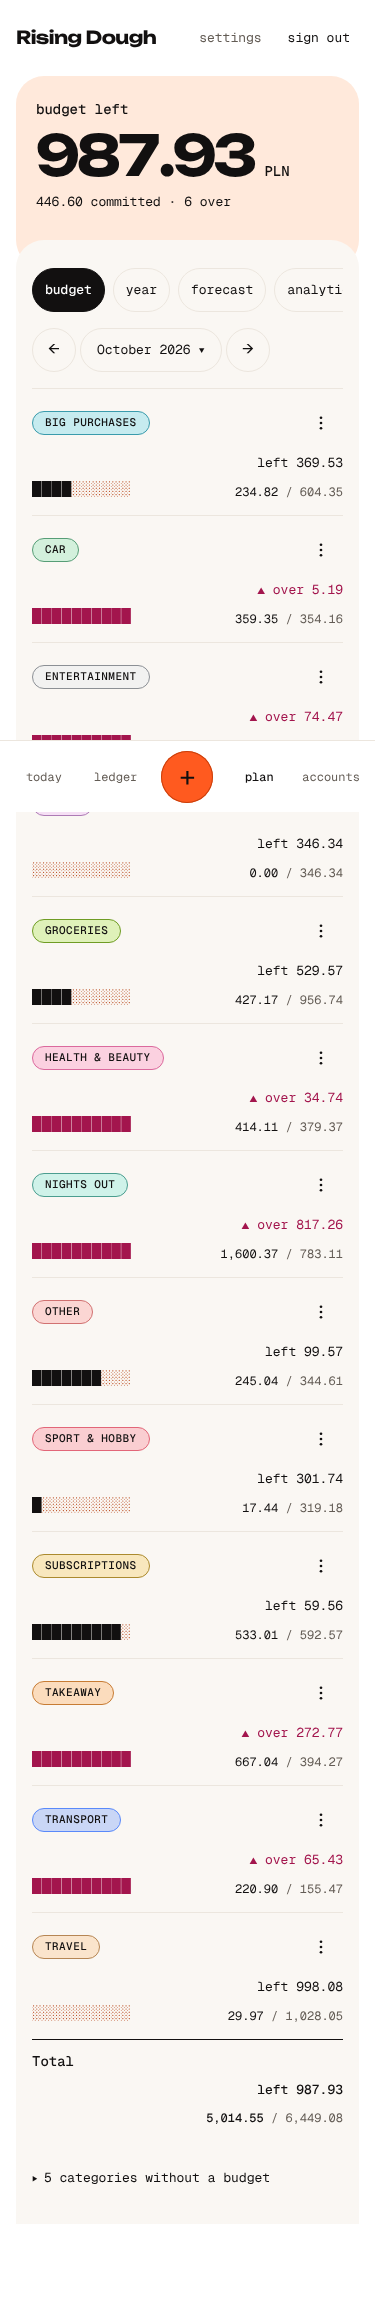 Rising Dough settings sign out
budget left
987.93 PLN
446.60 committed · 6 over
budget year forecast analyti
← October 2026 ▾ →
BIG PURCHASES
left 369.53
234.82 / 604.35
CAR
▲ over 5.19
359.35 / 354.16
ENTERTAINMENT
▲ over 74.47
today ledger + plan accounts
left 346.34
0.00 / 346.34
GROCERIES
left 529.57
427.17 / 956.74
HEALTH & BEAUTY
▲ over 34.74
414.11 / 379.37
NIGHTS OUT
▲ over 817.26
1,600.37 / 783.11
OTHER
left 99.57
245.04 / 344.61
SPORT & HOBBY
left 301.74
17.44 / 319.18
SUBSCRIPTIONS
left 59.56
533.01 / 592.57
TAKEAWAY
▲ over 272.77
667.04 / 394.27
TRANSPORT
▲ over 65.43
220.90 / 155.47
TRAVEL
left 998.08
29.97 / 1,028.05
Total
left 987.93
5,014.55 / 6,449.08
▸ 5 categories without a budget